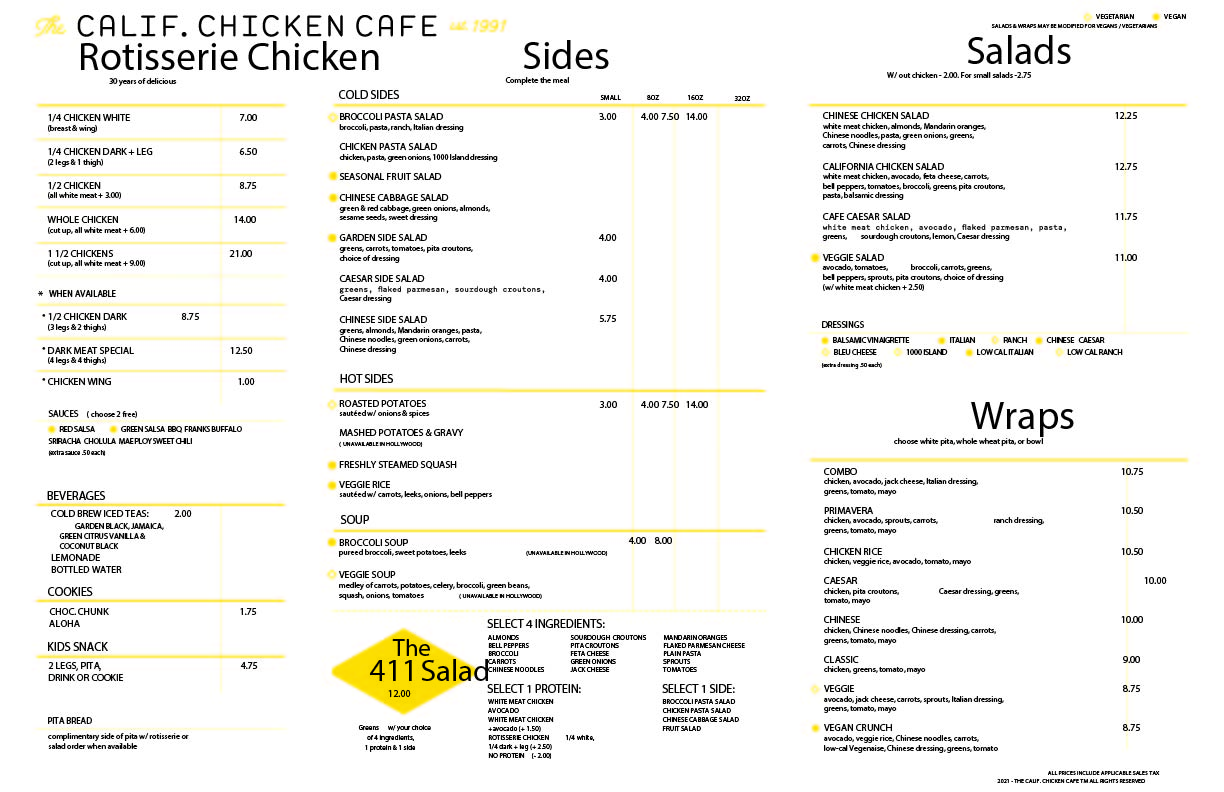 The CALIF. CHICKEN CAFE est. 1991
VEGETARIAN VEGAN
SALADS & WRAPS MAY BE MODIFIED FOR VEGANS / VEGETARIANS
Rotisserie Chicken
30 years of delicious
1/4 CHICKEN WHITE 7.00
(breast & wing)
1/4 CHICKEN DARK + LEG 6.50
(2 legs & 1 thigh)
1/2 CHICKEN 8.75
(all white meat + 3.00)
WHOLE CHICKEN 14.00
(cut up, all white meat + 6.00)
1 1/2 CHICKENS 21.00
(cut up, all white meat + 9.00)
* WHEN AVAILABLE
* 1/2 CHICKEN DARK 8.75
(3 legs & 2 thighs)
* DARK MEAT SPECIAL 12.50
(4 legs & 4 thighs)
* CHICKEN WING 1.00
SAUCES ( choose 2 free)
RED SALSA GREEN SALSA BBQ FRANKS BUFFALO
SRIRACHA CHOLULA MAE PLOY SWEET CHILI
(extra sauce .50 each)
BEVERAGES
COLD BREW ICED TEAS: 2.00
GARDEN BLACK, JAMAICA,
GREEN CITRUS VANILLA &
COCONUT BLACK
LEMONADE
BOTTLED WATER
COOKIES
CHOC. CHUNK 1.75
ALOHA
KIDS SNACK
2 LEGS, PITA, 4.75
DRINK OR COOKIE
PITA BREAD
complimentary side of pita w/ rotisserie or
salad order when available
Sides
Complete the meal
COLD SIDES SMALL 8OZ 16OZ 32OZ
BROCCOLI PASTA SALAD 3.00 4.00 7.50 14.00
broccoli, pasta, ranch, Italian dressing
CHICKEN PASTA SALAD
chicken, pasta, green onions, 1000 Island dressing
SEASONAL FRUIT SALAD
CHINESE CABBAGE SALAD
green & red cabbage, green onions, almonds,
sesame seeds, sweet dressing
GARDEN SIDE SALAD 4.00
greens, carrots, tomatoes, pita croutons,
choice of dressing
CAESAR SIDE SALAD 4.00
greens, flaked parmesan, sourdough croutons,
Caesar dressing
CHINESE SIDE SALAD 5.75
greens, almonds, Mandarin oranges, pasta,
Chinese noodles, green onions, carrots,
Chinese dressing
HOT SIDES
ROASTED POTATOES 3.00 4.00 7.50 14.00
sautéed w/ onions & spices
MASHED POTATOES & GRAVY
( UNAVAILABLE IN HOLLYWOOD)
FRESHLY STEAMED SQUASH
VEGGIE RICE
sautéed w/ carrots, leeks, onions, bell peppers
SOUP
BROCCOLI SOUP 4.00 8.00
pureed broccoli, sweet potatoes, leeks (UNAVAILABLE IN HOLLYWOOD)
VEGGIE SOUP
medley of carrots, potatoes, celery, broccoli, green beans,
squash, onions, tomatoes ( UNAVAILABLE IN HOLLYWOOD)
The
411 Salad
12.00
Greens w/ your choice
of 4 ingredients,
1 protein & 1 side
SELECT 4 INGREDIENTS:
ALMONDS SOURDOUGH CROUTONS MANDARIN ORANGES
BELL PEPPERS PITA CROUTONS FLAKED PARMESAN CHEESE
BROCCOLI FETA CHEESE PLAIN PASTA
CARROTS GREEN ONIONS SPROUTS
CHINESE NOODLES JACK CHEESE TOMATOES
SELECT 1 PROTEIN:
WHITE MEAT CHICKEN
AVOCADO
WHITE MEAT CHICKEN
+avocado (+ 1.50)
ROTISSERIE CHICKEN 1/4 white,
1/4 dark + leg (+ 2.50)
NO PROTEIN (- 2.00)
SELECT 1 SIDE:
BROCCOLI PASTA SALAD
CHICKEN PASTA SALAD
CHINESE CABBAGE SALAD
FRUIT SALAD
Salads
W/ out chicken - 2.00. For small salads -2.75
CHINESE CHICKEN SALAD 12.25
white meat chicken, almonds, Mandarin oranges,
Chinese noodles, pasta, green onions, greens,
carrots, Chinese dressing
CALIFORNIA CHICKEN SALAD 12.75
white meat chicken, avocado, feta cheese, carrots,
bell peppers, tomatoes, broccoli, greens, pita croutons,
pasta, balsamic dressing
CAFE CAESAR SALAD 11.75
white meat chicken, avocado, flaked parmesan, pasta,
greens, sourdough croutons, lemon, Caesar dressing
VEGGIE SALAD 11.00
avocado, tomatoes, broccoli, carrots, greens,
bell peppers, sprouts, pita croutons, choice of dressing
(w/ white meat chicken + 2.50)
DRESSINGS
BALSAMIC VINAIGRETTE ITALIAN RANCH CHINESE CAESAR
BLEU CHEESE 1000 ISLAND LOW CAL ITALIAN LOW CAL RANCH
(extra dressing .50 each)
Wraps
choose white pita, whole wheat pita, or bowl
COMBO 10.75
chicken, avocado, jack cheese, Italian dressing,
greens, tomato, mayo
PRIMAVERA 10.50
chicken, avocado, sprouts, carrots, ranch dressing,
greens, tomato, mayo
CHICKEN RICE 10.50
chicken, veggie rice, avocado, tomato, mayo
CAESAR 10.00
chicken, pita croutons, Caesar dressing, greens,
tomato, mayo
CHINESE 10.00
chicken, Chinese noodles, Chinese dressing, carrots,
greens, tomato, mayo
CLASSIC 9.00
chicken, greens, tomato, mayo
VEGGIE 8.75
avocado, jack cheese, carrots, sprouts, Italian dressing,
greens, tomato, mayo
VEGAN CRUNCH 8.75
avocado, veggie rice, Chinese noodles, carrots,
low-cal Vegenaise, Chinese dressing, greens, tomato
ALL PRICES INCLUDE APPLICABLE SALES TAX
2021 - THE CALIF. CHICKEN CAFE TM ALL RIGHTS RESERVED